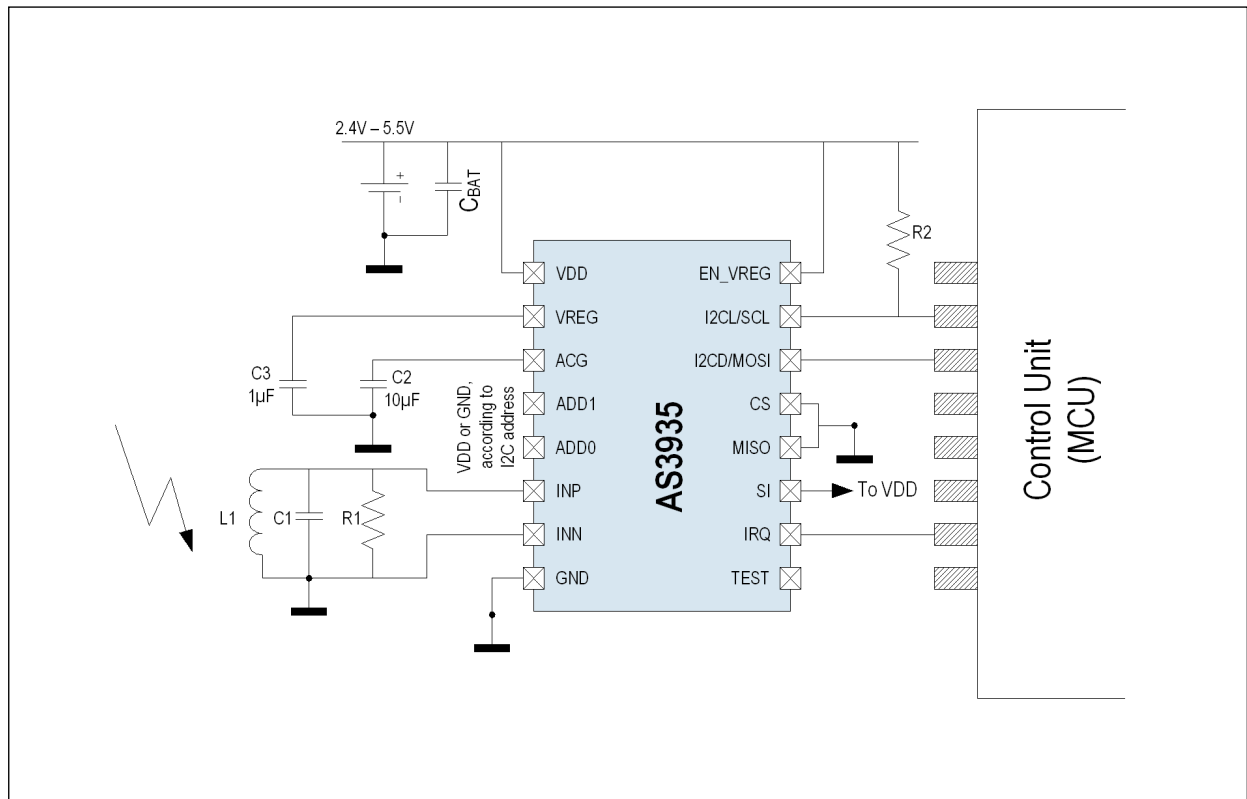 2.4V – 5.5V
+
-
CBAT
R2
VDD
VREG
ACG
ADD1
ADD0
INP
INN
GND
AS3935
EN_VREG
I2CL/SCL
I2CD/MOSI
CS
MISO
SI
IRQ
TEST
To VDD
C3
1µF
C2
10µF
VDD or GND,
according to
I2C address
L1
C1
R1
Control Unit
(MCU)